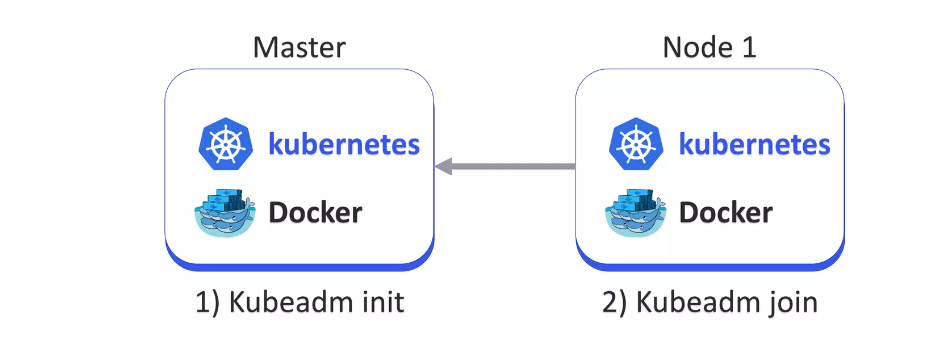 Master
Node 1
kubernetes
kubernetes
Docker
Docker
1) Kubeadm init
2) Kubeadm join